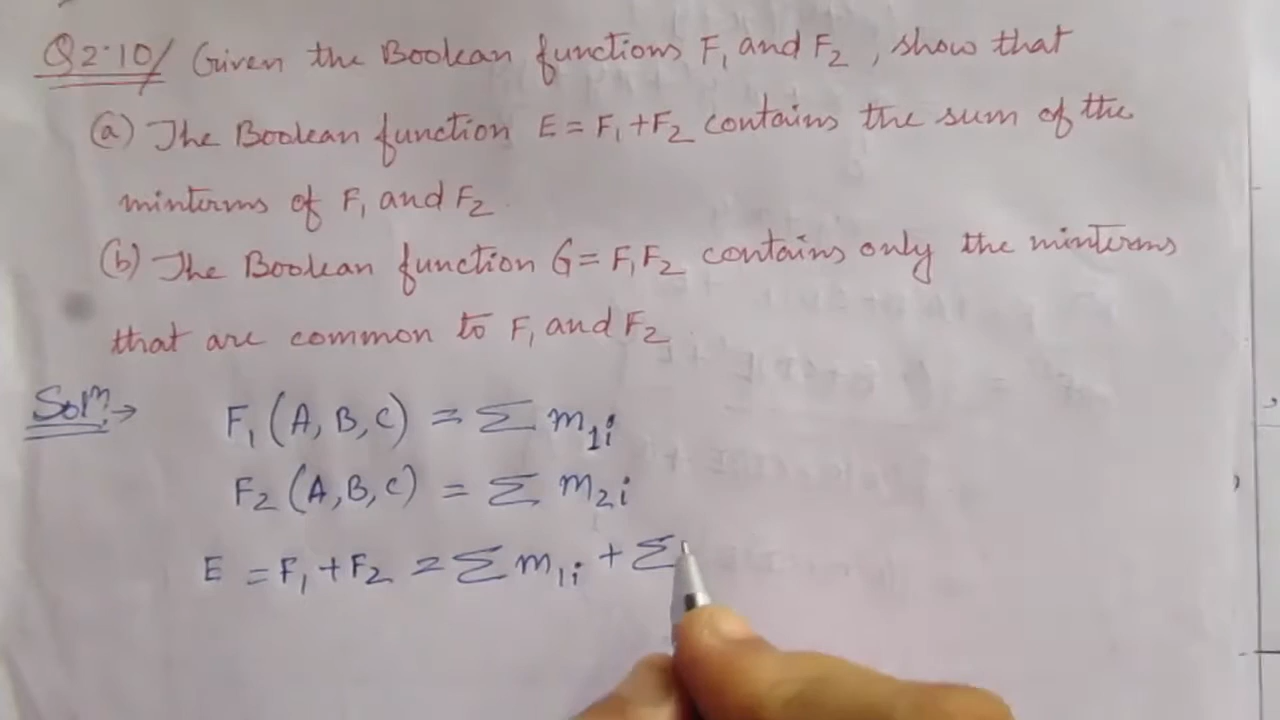 Q2.10/ Given the Boolean functions F₁ and F₂, show that
(a) The Boolean function E = F₁ + F₂ contains the sum of the
minterms of F₁ and F₂.
(b) The Boolean function G = F₁F₂ contains only the minterms
that are common to F₁ and F₂.
Solⁿ→ F₁(A, B, C) = Σ m₁ᵢ
F₂(A, B, C) = Σ m₂ᵢ
E = F₁ + F₂ = Σ m₁ᵢ + Σ